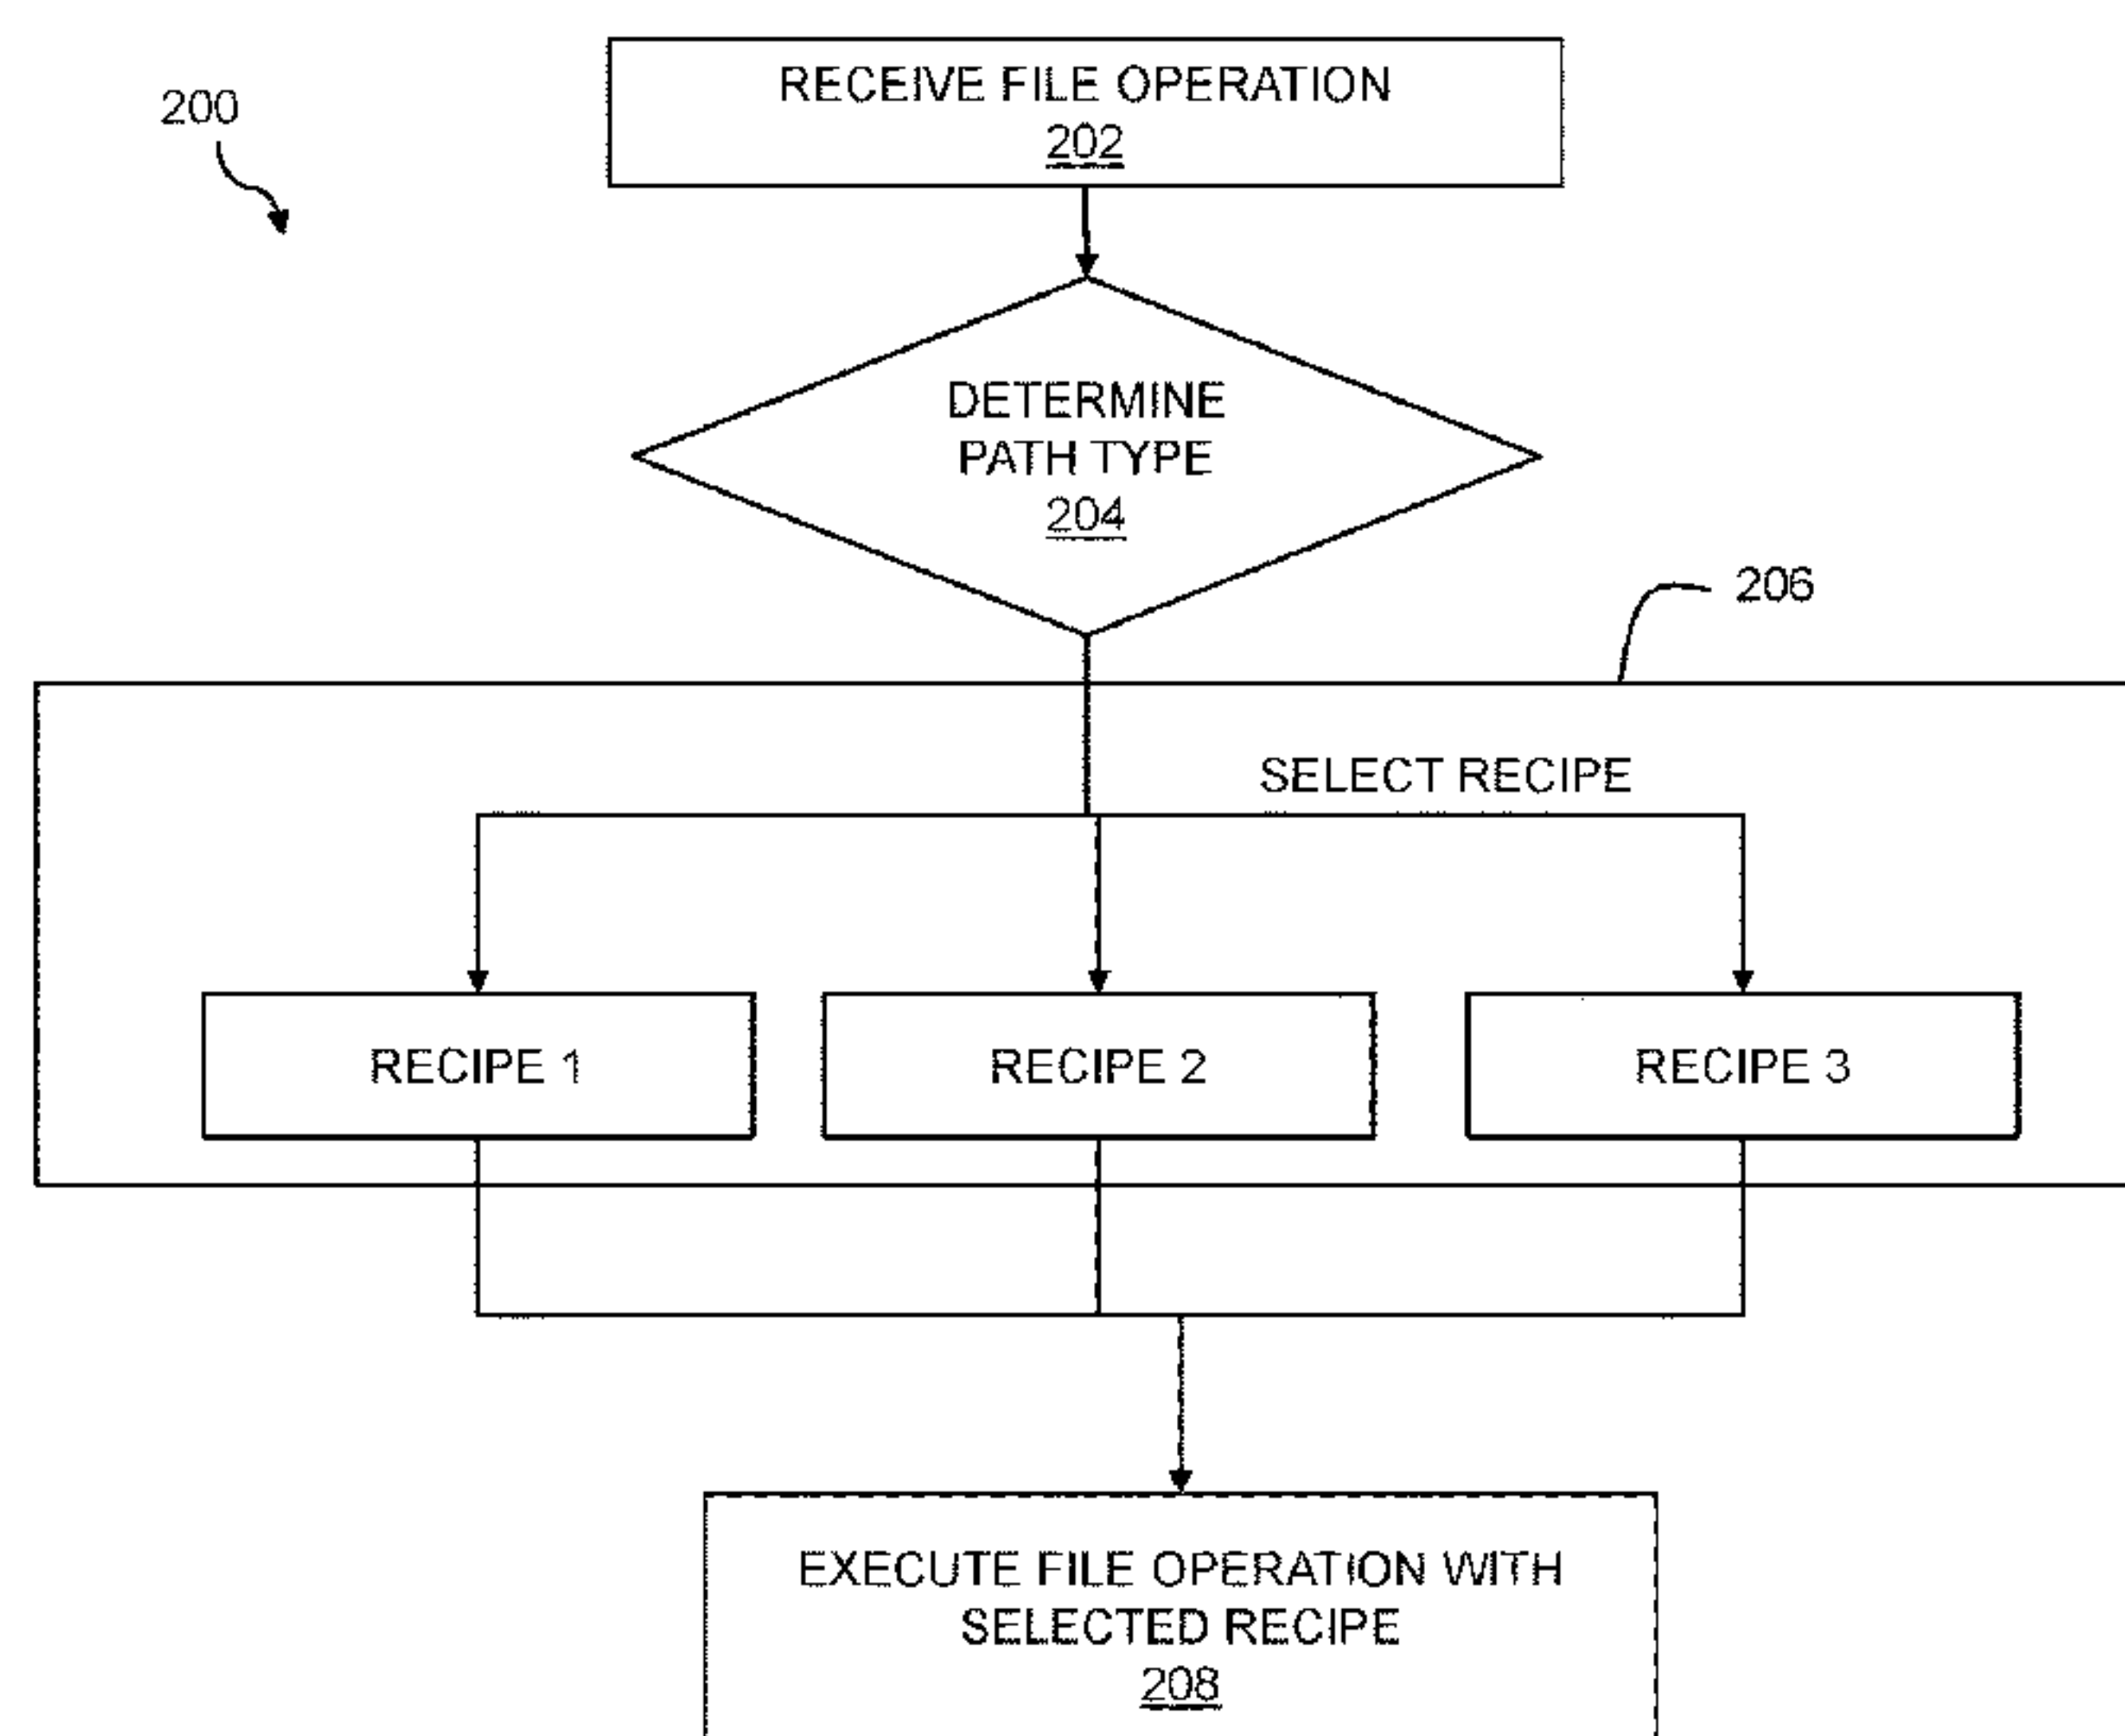 RECEIVE FILE OPERATION
202
200
DETERMINE
PATH TYPE
204
206
SELECT RECIPE
RECIPE 1
RECIPE 2
RECIPE 3
EXECUTE FILE OPERATION WITH
SELECTED RECIPE
208